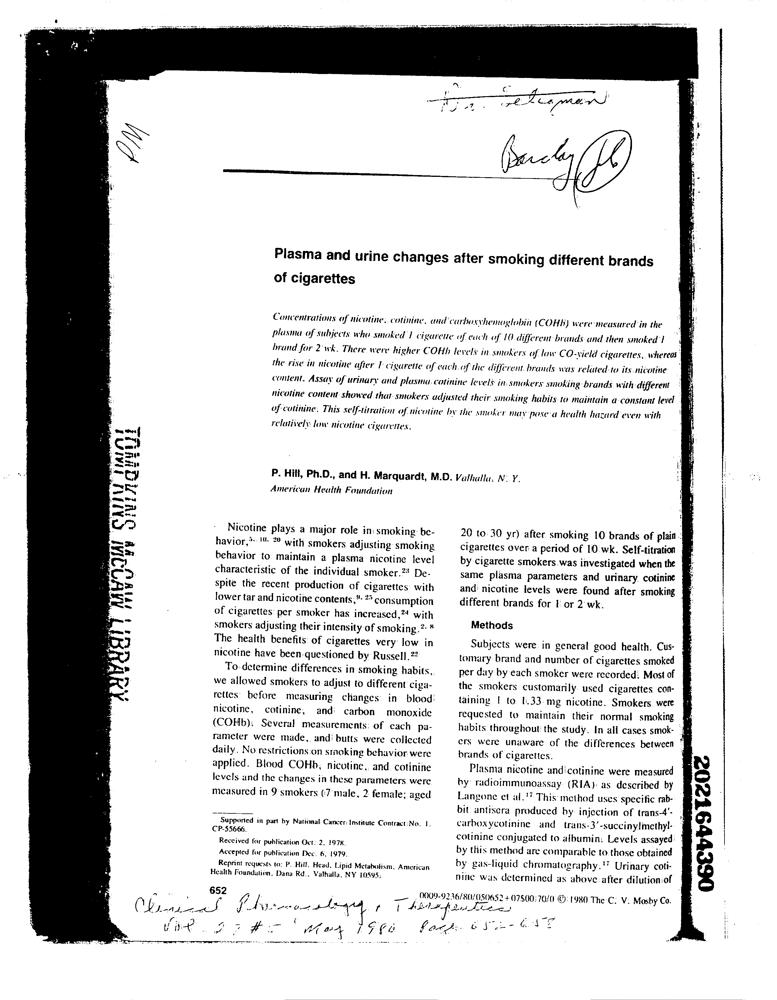 Dr. Seligman
Barclay
PM
Plasma and urine changes after smoking different brands
of cigarettes
Concentrations of nicotine, cotinine, and carboxyhemoglobin (COHb) were measured in the
plasma of subjects who smoked 1 cigarette of each of 10 different brands and then smoked 1
brand for 2 wk. There were higher COHb levels in smokers of low CO-yield cigarettes, whereas
the rise in nicotine after 1 cigarette of each of the different brands was related to its nicotine
content. Assay of urinary and plasma cotinine levels in smokers smoking brands with different
nicotine content showed that smokers adjusted their smoking habits to maintain a constant level
of cotinine. This self-titration of nicotine by the smoker may pose a health hazard even with
relatively low nicotine cigarettes.
P. Hill, Ph.D., and H. Marquardt, M.D. Valhalla, N. Y.
American Health Foundation
TOMPKINS McCAW LIBRARY
TOMPKINS McCAW LIBRARY
Nicotine plays a major role in smoking be-
havior,5, 10, 20 with smokers adjusting smoking
behavior to maintain a plasma nicotine level
characteristic of the individual smoker.23 De-
spite the recent production of cigarettes with
lower tar and nicotine contents,9, 25 consumption
of cigarettes per smoker has increased,24 with
smokers adjusting their intensity of smoking.2, 8
The health benefits of cigarettes very low in
nicotine have been questioned by Russell.22
To determine differences in smoking habits,
we allowed smokers to adjust to different ciga-
rettes before measuring changes in blood
nicotine, cotinine, and carbon monoxide
(COHb). Several measurements of each pa-
rameter were made, and butts were collected
daily. No restrictions on smoking behavior were
applied. Blood COHb, nicotine, and cotinine
levels and the changes in these parameters were
measured in 9 smokers (7 male, 2 female; aged
Supported in part by National Cancer Institute Contract No. 1,
CP-55666.
Received for publication Oct. 2, 1978.
Accepted for publication Dec. 6, 1979.
Reprint requests to: P. Hill, Head, Lipid Metabolism, American
Health Foundation, Dana Rd., Valhalla, NY 10595.
20 to 30 yr) after smoking 10 brands of plain
cigarettes over a period of 10 wk. Self-titration
by cigarette smokers was investigated when the
same plasma parameters and urinary cotinine
and nicotine levels were found after smoking
different brands for 1 or 2 wk.
Methods
Subjects were in general good health. Cus-
tomary brand and number of cigarettes smoked
per day by each smoker were recorded. Most of
the smokers customarily used cigarettes con-
taining 1 to 1.33 mg nicotine. Smokers were
requested to maintain their normal smoking
habits throughout the study. In all cases smok-
ers were unaware of the differences between
brands of cigarettes.
Plasma nicotine and cotinine were measured
by radioimmunoassay (RIA) as described by
Langone et al.17 This method uses specific rab-
bit antisera produced by injection of trans-4'-
carboxycotinine and trans-3'-succinylmethyl-
cotinine conjugated to albumin. Levels assayed
by this method are comparable to those obtained
by gas-liquid chromatography.17 Urinary coti-
nine was determined as above after dilution of
2021644390
652
0009-9236/80/050652+07$00.70/0 © 1980 The C. V. Mosby Co.
Clinical Pharmacology & Therapeutics
Vol. 27 #5 May 1980 Page 652-658